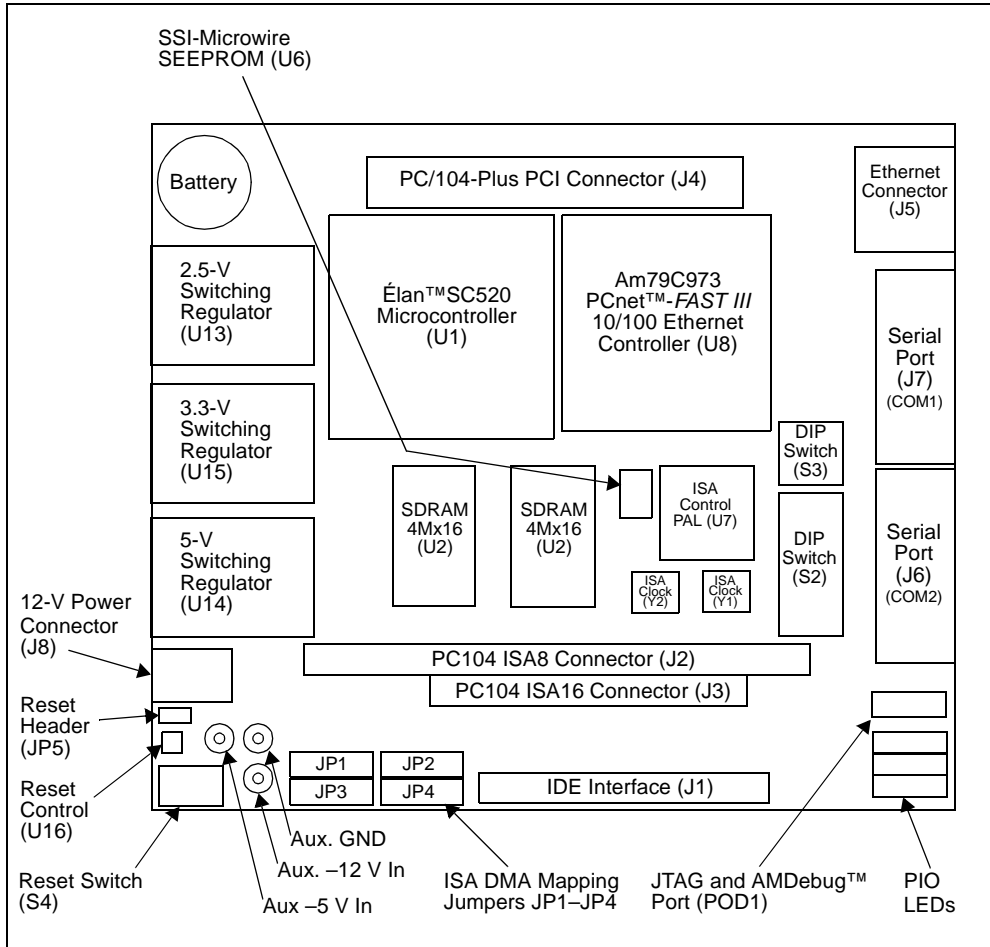 SSI-Microwire
SEEPROM (U6)
Battery
PC/104-Plus PCI Connector (J4)
Ethernet
Connector
(J5)
2.5-V
Switching
Regulator
(U13)
Élan™SC520
Microcontroller
(U1)
Am79C973
PCnet™-FAST III
10/100 Ethernet
Controller (U8)
Serial
Port
(J7)
(COM1)
3.3-V
Switching
Regulator
(U15)
DIP
Switch
(S3)
SDRAM
4Mx16
(U2)
SDRAM
4Mx16
(U2)
ISA
Control
PAL (U7)
DIP
Switch
(S2)
Serial
Port
(J6)
(COM2)
5-V
Switching
Regulator
(U14)
ISA
Clock
(Y2)
ISA
Clock
(Y1)
12-V Power
Connector
(J8)
PC104 ISA8 Connector (J2)
PC104 ISA16 Connector (J3)
Reset
Header
(JP5)
JP1
JP2
JP3
JP4
IDE Interface (J1)
Reset
Control
(U16)
Aux. GND
Aux. –12 V In
Aux –5 V In
Reset Switch
(S4)
ISA DMA Mapping
Jumpers JP1–JP4
JTAG and AMDebug™
Port (POD1)
PIO
LEDs